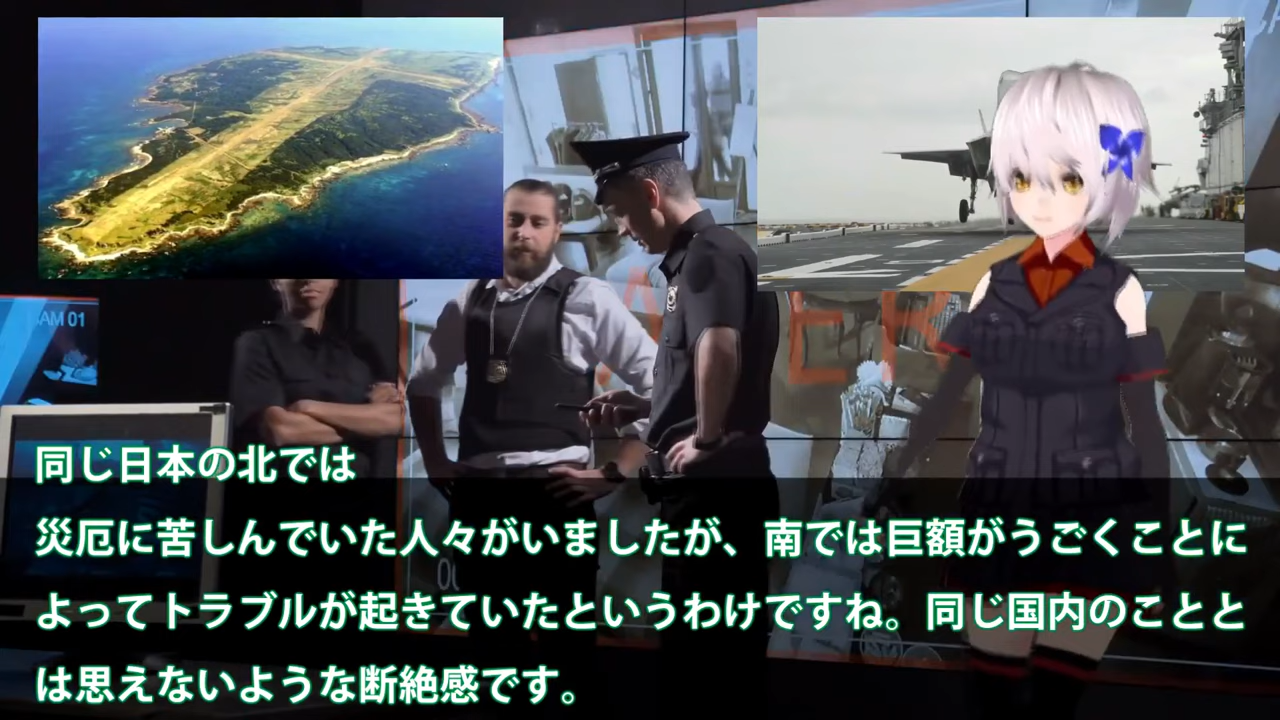 CAM 01
同じ日本の北では
災厄に苦しんでいた人々がいましたが、南では巨額がうごくことに
よってトラブルが起きていたというわけですね。同じ国内のことと
は思えないような断絶感です。